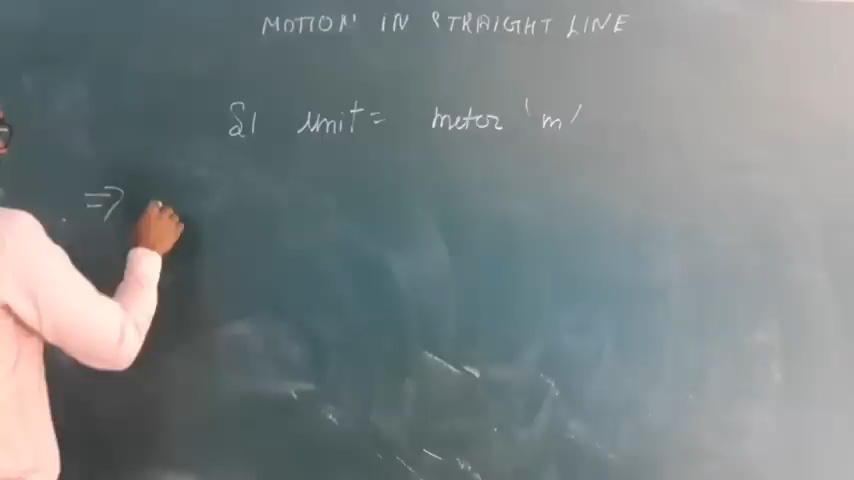 MOTION IN STRAIGHT LINE
SI unit = meter 'm'
⇒